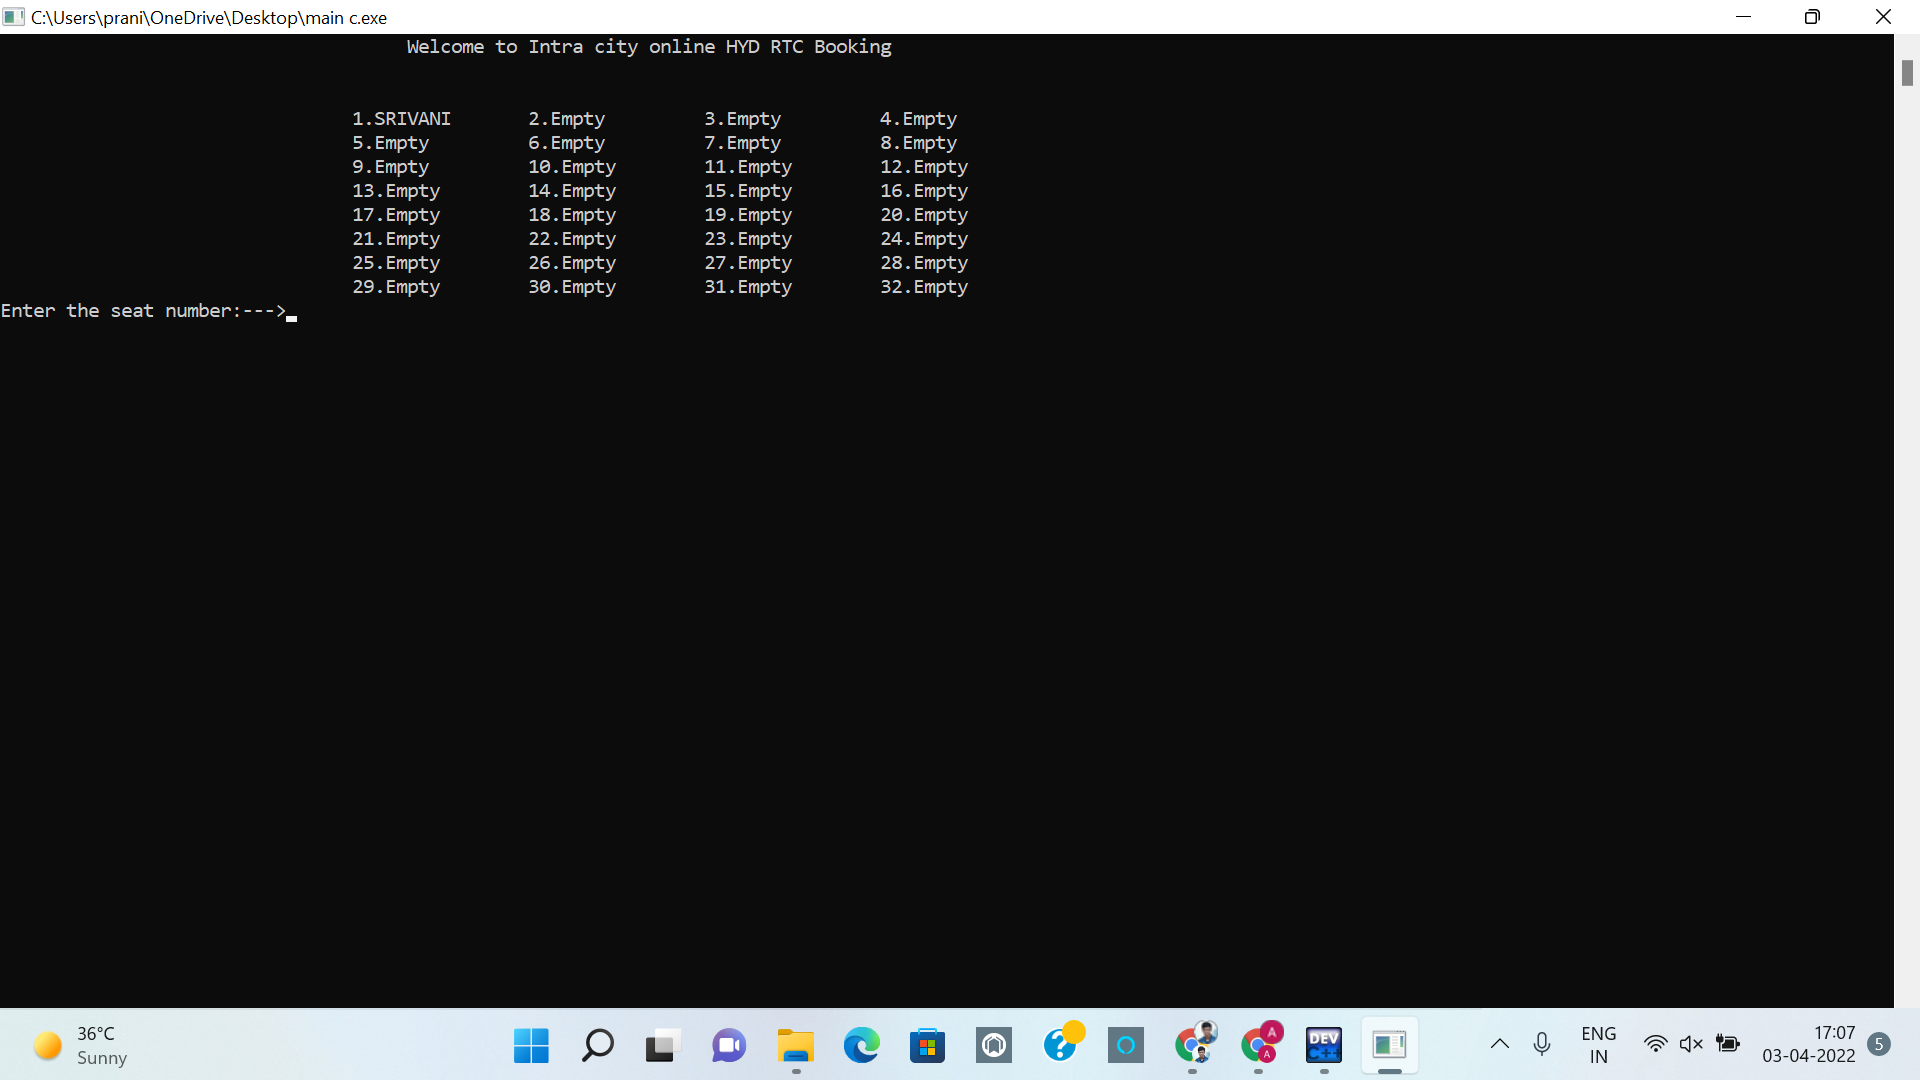 C:\Users\prani\OneDrive\Desktop\main c.exe
Welcome to Intra city online HYD RTC Booking
1.SRIVANI 2.Empty 3.Empty 4.Empty
5.Empty 6.Empty 7.Empty 8.Empty
9.Empty 10.Empty 11.Empty 12.Empty
13.Empty 14.Empty 15.Empty 16.Empty
17.Empty 18.Empty 19.Empty 20.Empty
21.Empty 22.Empty 23.Empty 24.Empty
25.Empty 26.Empty 27.Empty 28.Empty
29.Empty 30.Empty 31.Empty 32.Empty
Enter the seat number:--->
36°C
Sunny
A
A
DEV
C++
ENG
IN
17:07
03-04-2022
5